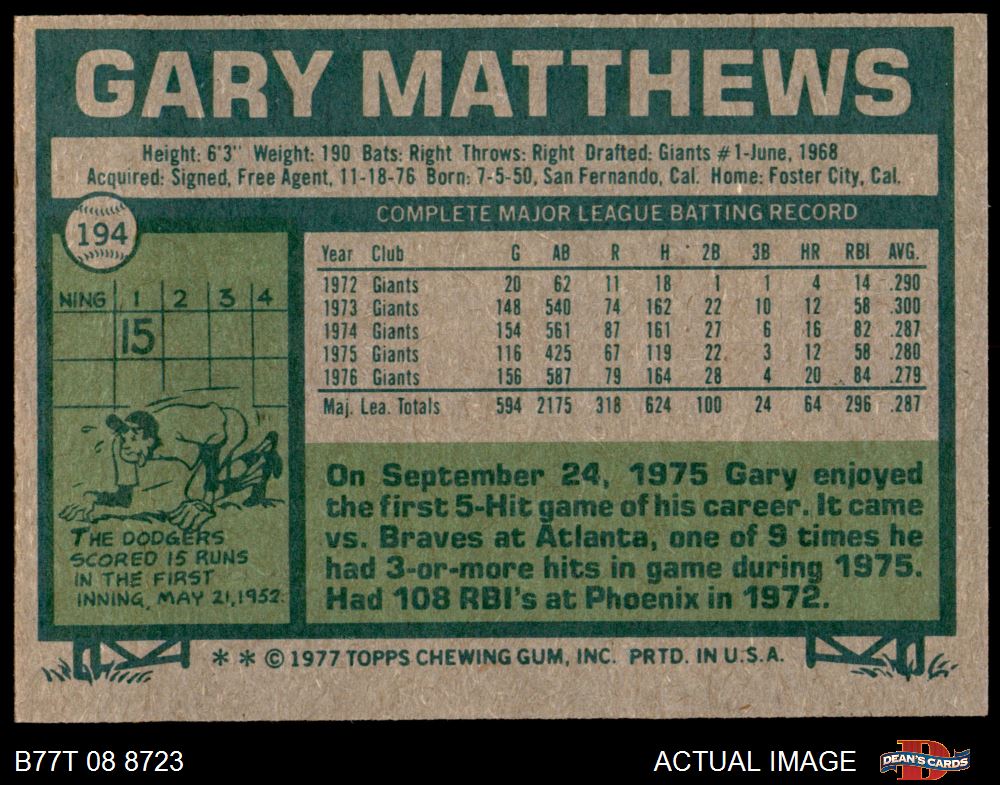 GARY MATTHEWS
Height: 6'3" Weight: 190 Bats: Right Throws: Right Drafted: Giants #1-June, 1968
Acquired: Signed, Free Agent, 11-18-76 Born: 7-5-50, San Fernando, Cal. Home: Foster City, Cal.
194
COMPLETE MAJOR LEAGUE BATTING RECORD
Year Club G AB R H 2B 3B HR RBI AVG.
1972 Giants 20 62 11 18 1 1 4 14 .290
1973 Giants 148 540 74 162 22 10 12 58 .300
1974 Giants 154 561 87 161 27 6 16 82 .287
1975 Giants 116 425 67 119 22 3 12 58 .280
1976 Giants 156 587 79 164 28 4 20 84 .279
Maj. Lea. Totals 594 2175 318 624 100 24 64 296 .287
NING 1 2 3 4
15
THE DODGERS
SCORED 15 RUNS
IN THE FIRST
INNING, MAY 21, 1952.
On September 24, 1975 Gary enjoyed
the first 5-Hit game of his career. It came
vs. Braves at Atlanta, one of 9 times he
had 3-or-more hits in game during 1975.
Had 108 RBI's at Phoenix in 1972.
* * © 1977 TOPPS CHEWING GUM, INC. PRTD. IN U.S.A.
B77T 08 8723
ACTUAL IMAGE
D
DEAN'S CARDS